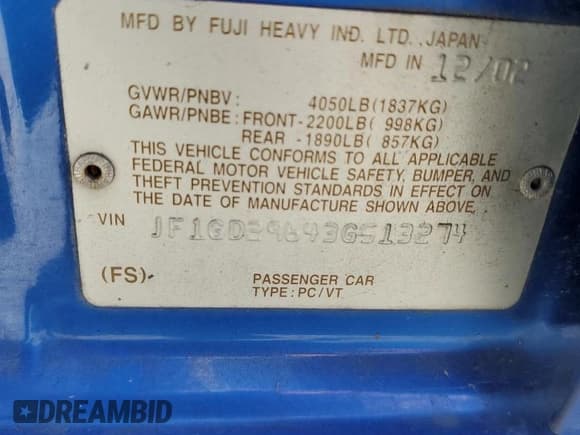 MFD BY FUJI HEAVY IND. LTD., JAPAN
MFD IN 12/02
GVWR/PNBV: 4050LB(1837KG)
GAWR/PNBE: FRONT-2200LB( 998KG)
REAR -1890LB( 857KG)
THIS VEHICLE CONFORMS TO ALL APPLICABLE
FEDERAL MOTOR VEHICLE SAFETY, BUMPER, AND
THEFT PREVENTION STANDARDS IN EFFECT ON
THE DATE OF MANUFACTURE SHOWN ABOVE.
VIN JF1GD29643G513274
(FS) PASSENGER CAR
TYPE: PC/VT
DREAMBID